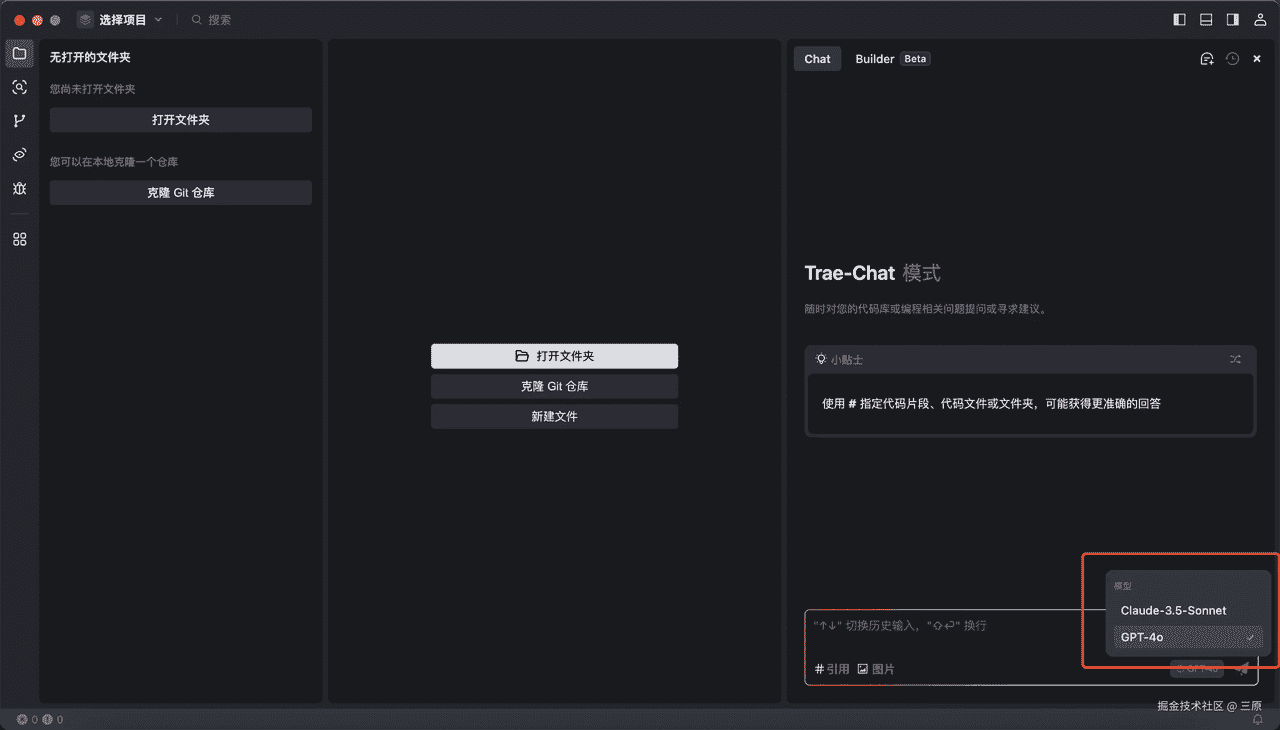 选择项目
搜索
无打开的文件夹
您尚未打开文件夹
打开文件夹
您可以在本地克隆一个仓库
克隆 Git 仓库
打开文件夹
克隆 Git 仓库
新建文件
Chat
Builder Beta
Trae-Chat 模式
随时对您的代码库或编程相关问题提问或寻求建议。
小贴士
使用 # 指定代码片段、代码文件或文件夹，可能获得更准确的回答
模型
Claude-3.5-Sonnet
GPT-4o
"↑↓" 切换历史输入，"⇧⏎" 换行
# 引用 图片
GPT-4o
掘金技术社区 @ 三原
0 0